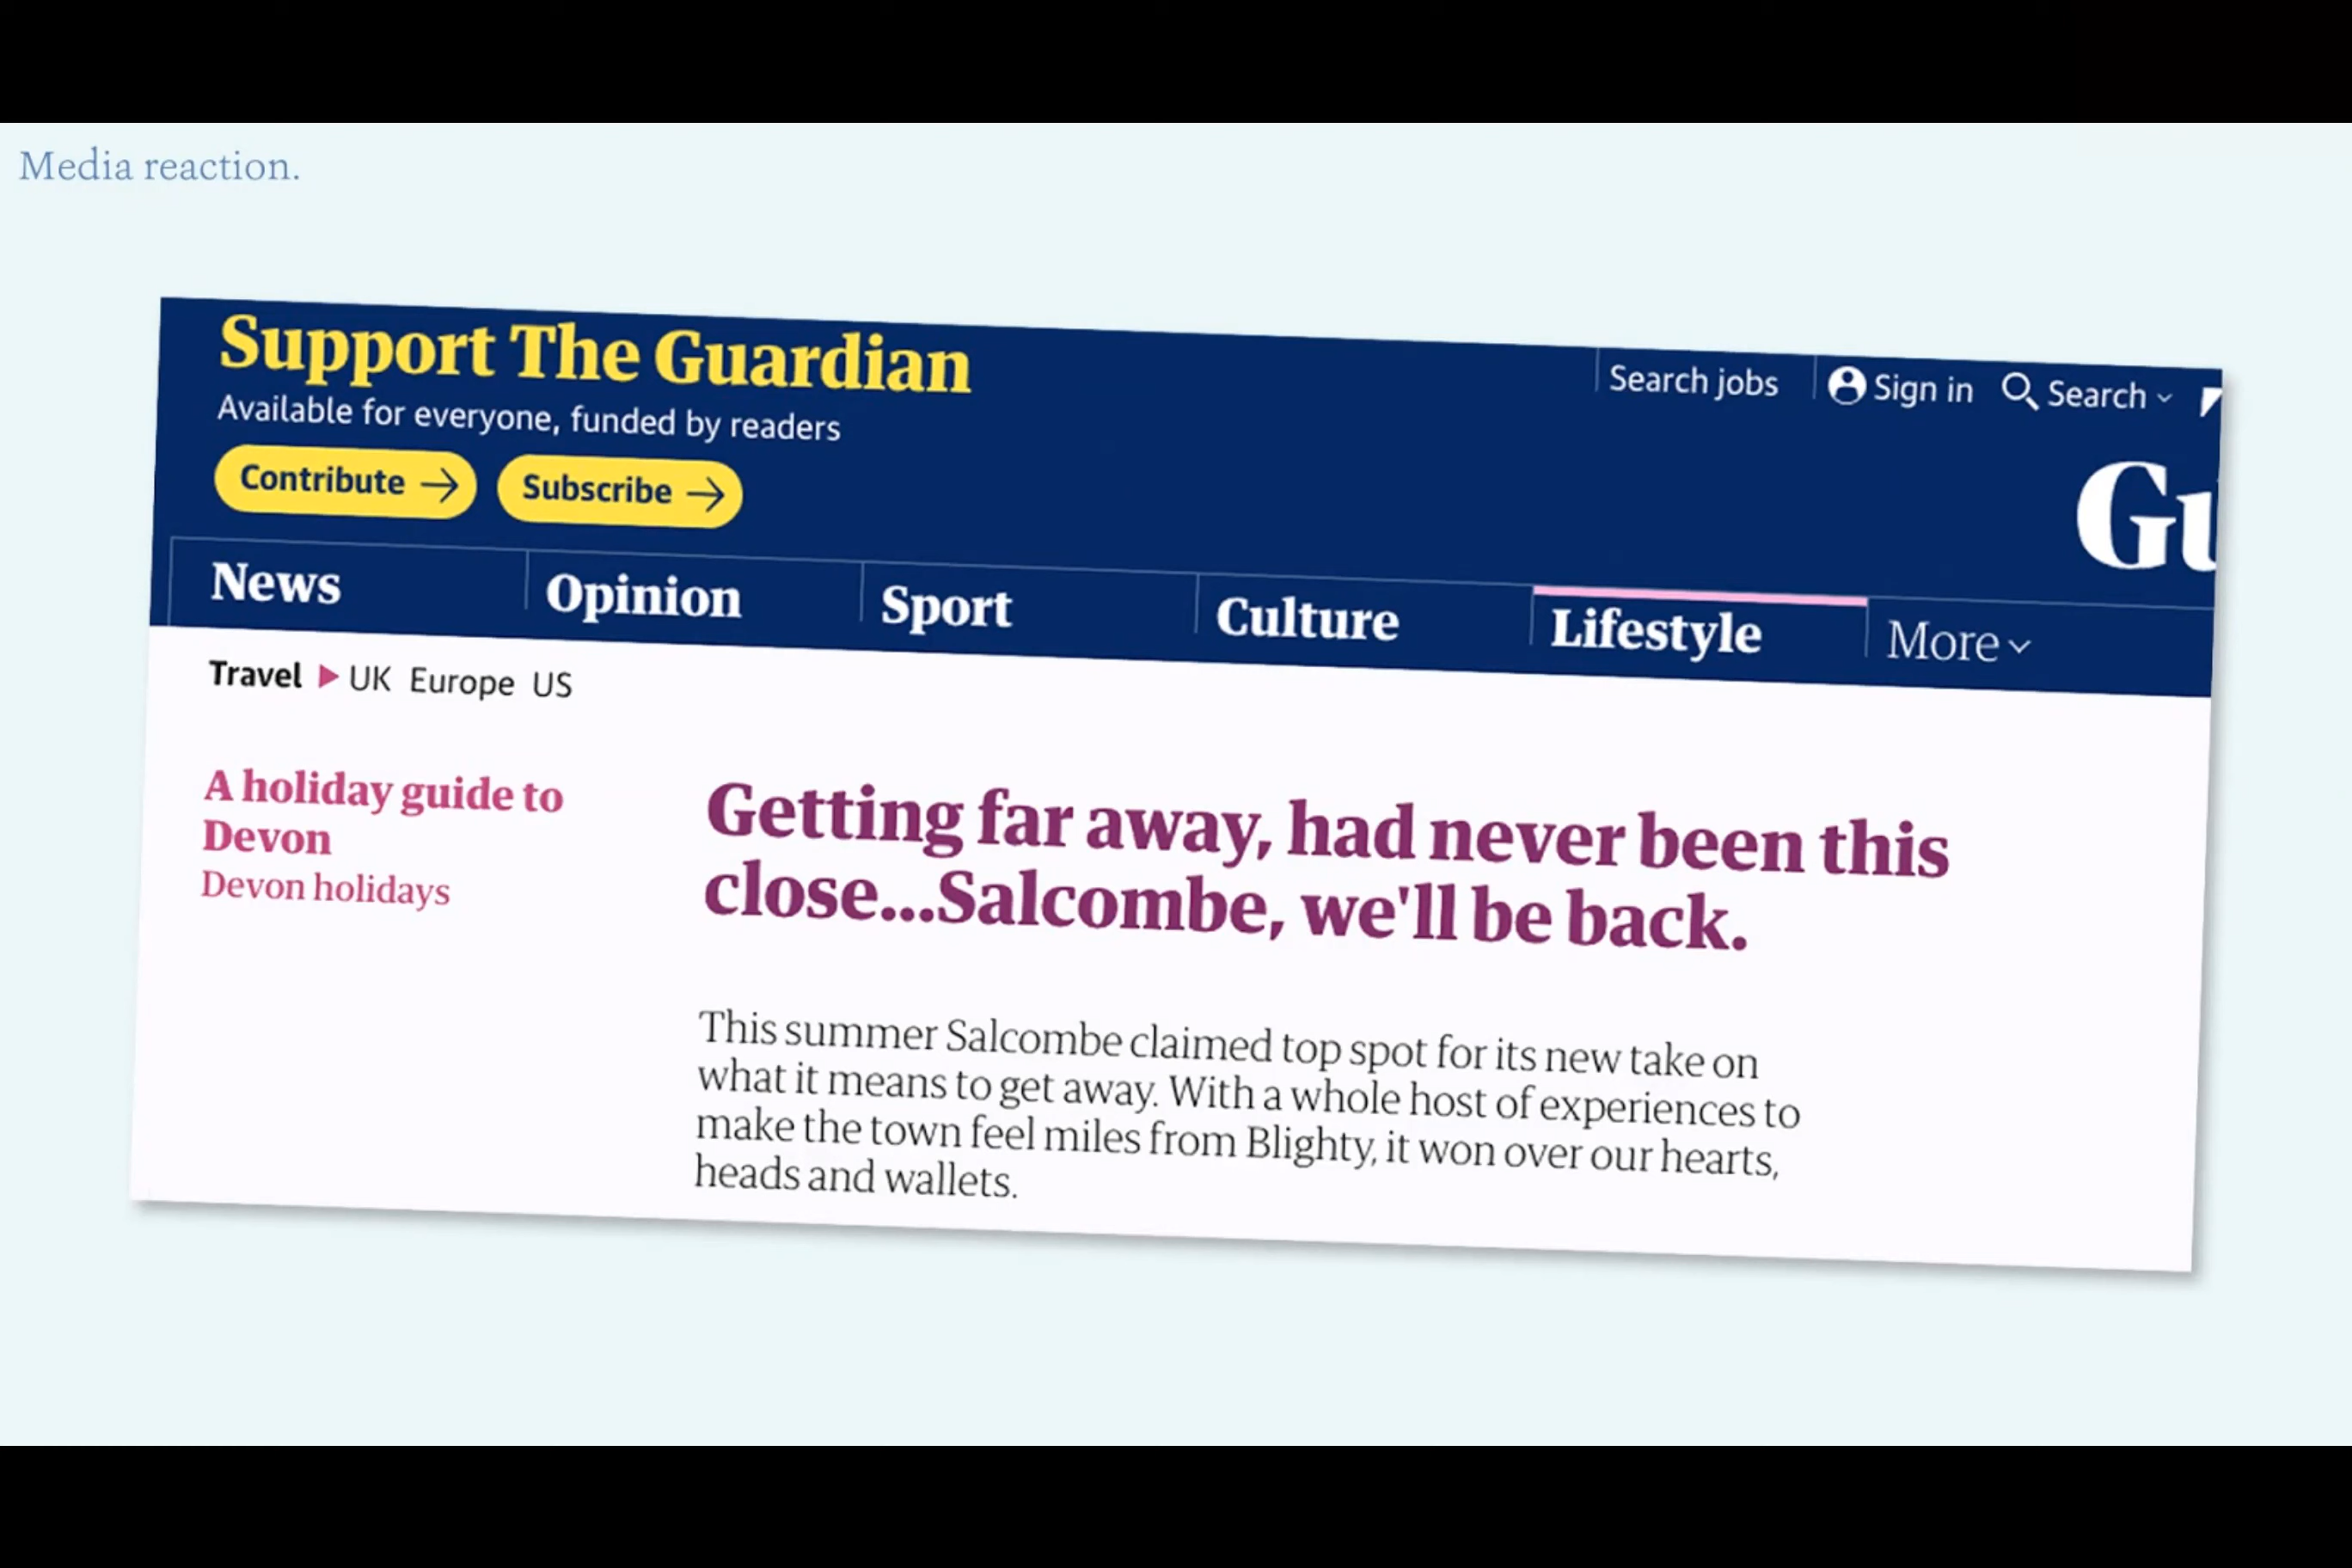 Media reaction.
Support The Guardian
Available for everyone, funded by readers
Contribute → Subscribe →
Search jobs Sign in Search
Gu
News Opinion Sport Culture Lifestyle More
Travel UK Europe US
A holiday guide to
Devon
Devon holidays
Getting far away, had never been this
close...Salcombe, we'll be back.
This summer Salcombe claimed top spot for its new take on
what it means to get away. With a whole host of experiences to
make the town feel miles from Blighty, it won over our hearts,
heads and wallets.